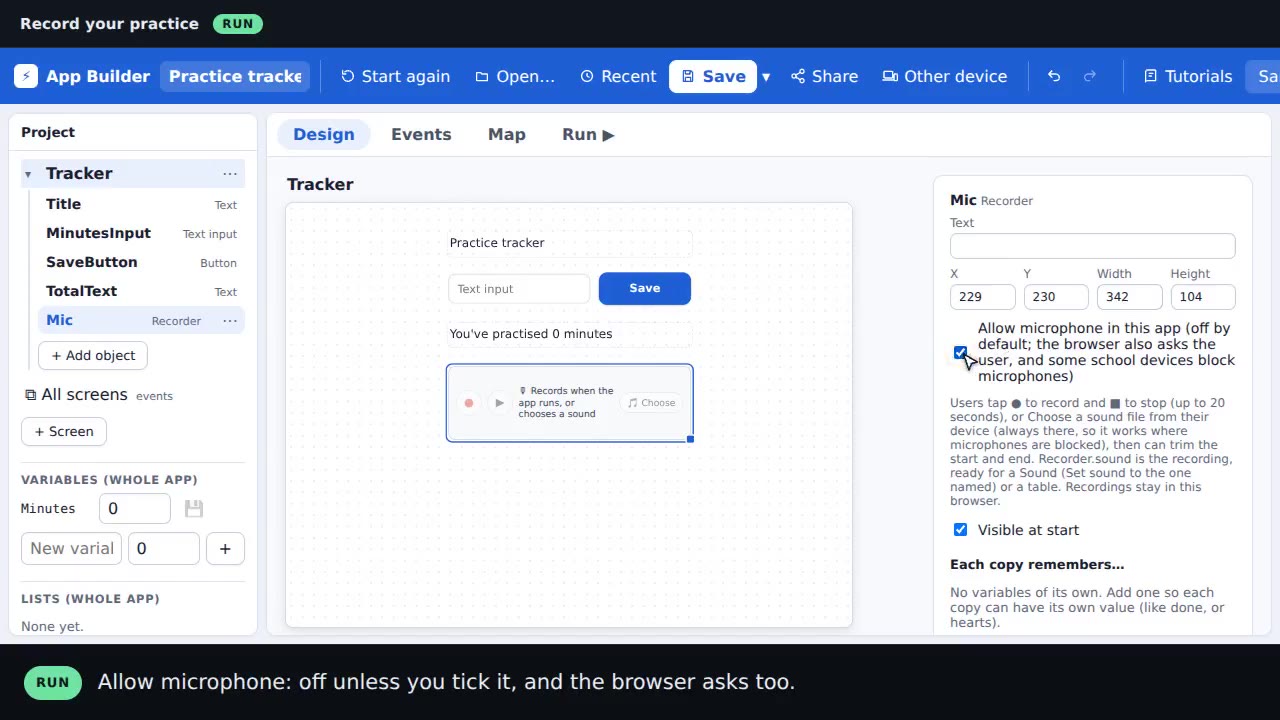 Record your practice RUN
App Builder Practice tracke Start again Open… Recent Save ▾ Share Other device Tutorials Sa
Project
▾ Tracker ⋯
Title Text
MinutesInput Text input
SaveButton Button
TotalText Text
Mic Recorder ⋯
+ Add object
All screens events
+ Screen
VARIABLES (WHOLE APP)
Minutes 0
New varial 0 +
LISTS (WHOLE APP)
None yet.
Design Events Map Run ▶
Tracker
Practice tracker
Text input Save
You've practised 0 minutes
Records when the
app runs, or
chooses a sound
Choose
Mic Recorder
Text
X Y Width Height
229 230 342 104
Allow microphone in this app (off by
default; the browser also asks the
user, and some school devices block
microphones)
Users tap ● to record and ■ to stop (up to 20
seconds), or Choose a sound file from their
device (always there, so it works where
microphones are blocked), then can trim the
start and end. Recorder.sound is the recording,
ready for a Sound (Set sound to the one
named) or a table. Recordings stay in this
browser.
Visible at start
Each copy remembers…
No variables of its own. Add one so each
copy can have its own value (like done, or
hearts).
RUN Allow microphone: off unless you tick it, and the browser asks too.